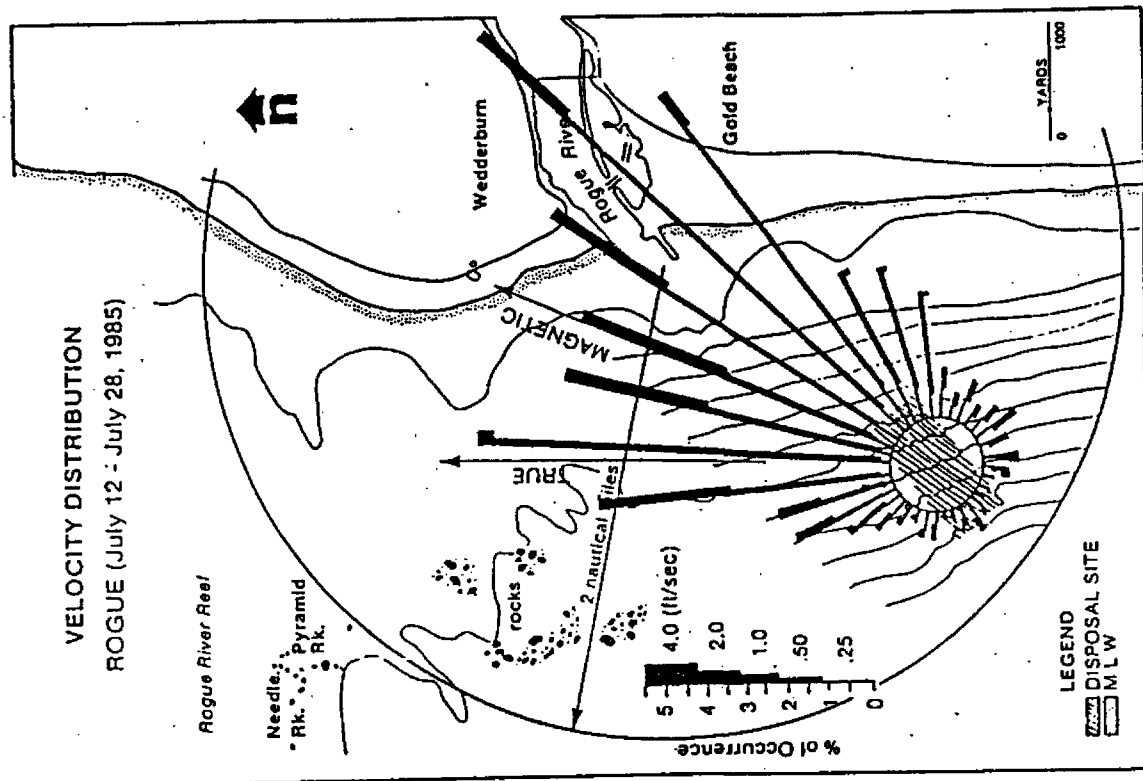 VELOCITY DISTRIBUTION
ROGUE (July 12 - July 28, 1985)
Rogue River Reef
Needle
Rk.
Pyramid
Rk.
n
Wedderburn
Rogue River
Gold Beach
MAGNETIC
TRUE
rocks
2 nautical miles
% of Occurrence
5
4
3
2
1
0
4.0 (ft/sec)
2.0
1.0
.50
.25
LEGEND
DISPOSAL SITE
M L W
0 1000
YARDS